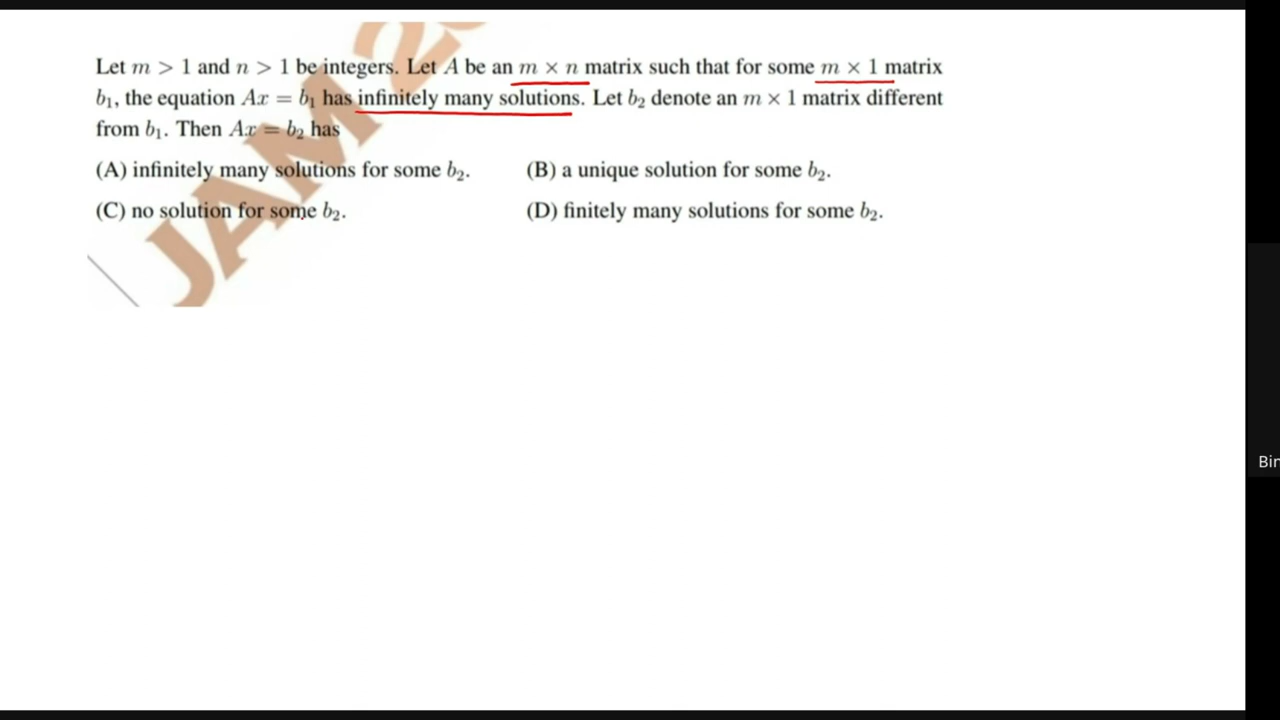 Let m > 1 and n > 1 be integers. Let A be an m × n matrix such that for some m × 1 matrix
b₁, the equation Ax = b₁ has infinitely many solutions. Let b₂ denote an m × 1 matrix different
from b₁. Then Ax = b₂ has
(A) infinitely many solutions for some b₂. (B) a unique solution for some b₂.
(C) no solution for some b₂. (D) finitely many solutions for some b₂.
JAM 2
Bin